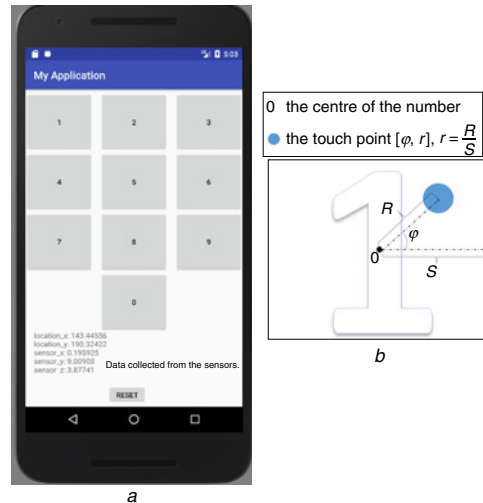 5:03
My Application
1 2 3
4 5 6
7 8 9
0
location_x: 143.44556
location_y: 190.32422
sensor_x: 0.195925
sensor_y: 9.00908
sensor_z: 3.87741
Data collected from the sensors.
RESET
a
0 the centre of the number
the touch point [φ, r], r = R/S
1
R
φ
0
S
b